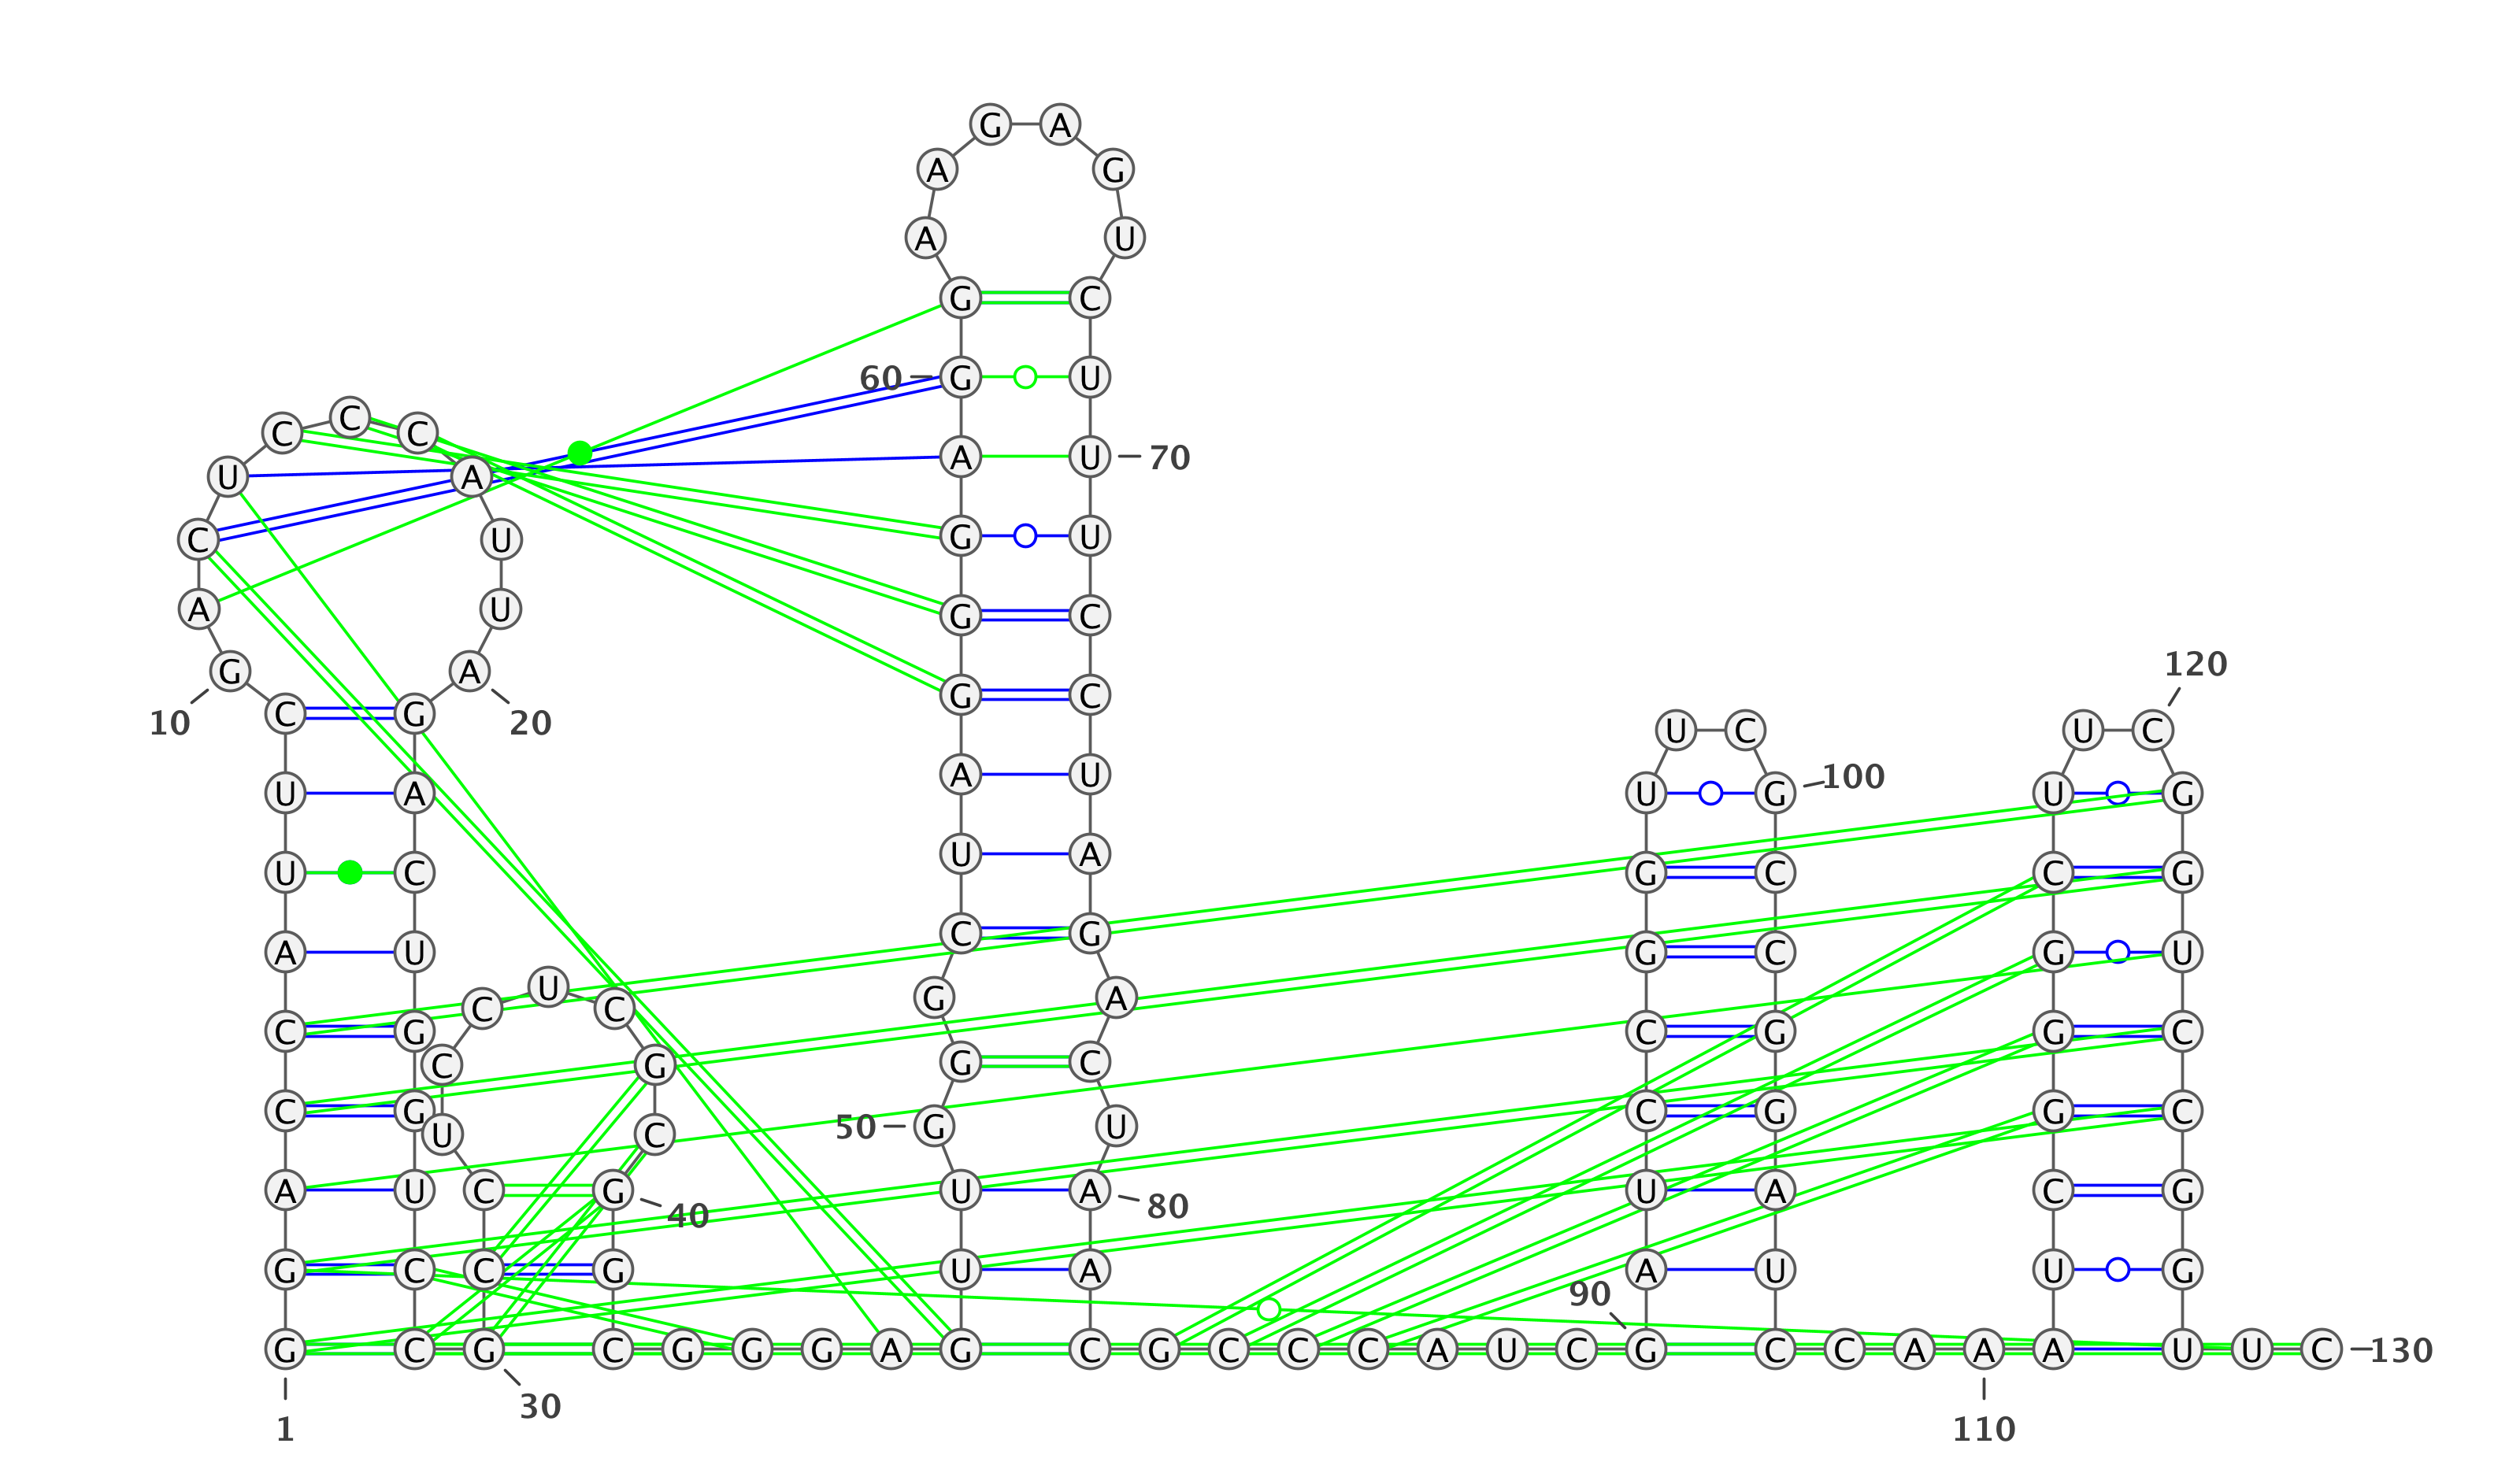 G A
A G
A U
G C
60 G U
C
C C
A U 70
U A
C U G U
A U G C
120
G A G C
C G
10 20
U C U C
A U 100
U A U G U G
U A
U C G C C G
C G
A U G C G U
U
G A
C C
C G C G G C
C G G C
C G C G G C
50 G U
U C
A U C G U A U A C G
80
40
G C C G U A A U U G
90
G C G C G G G A G C G C C C A U C G C C A A A U U C 130
30
1 110